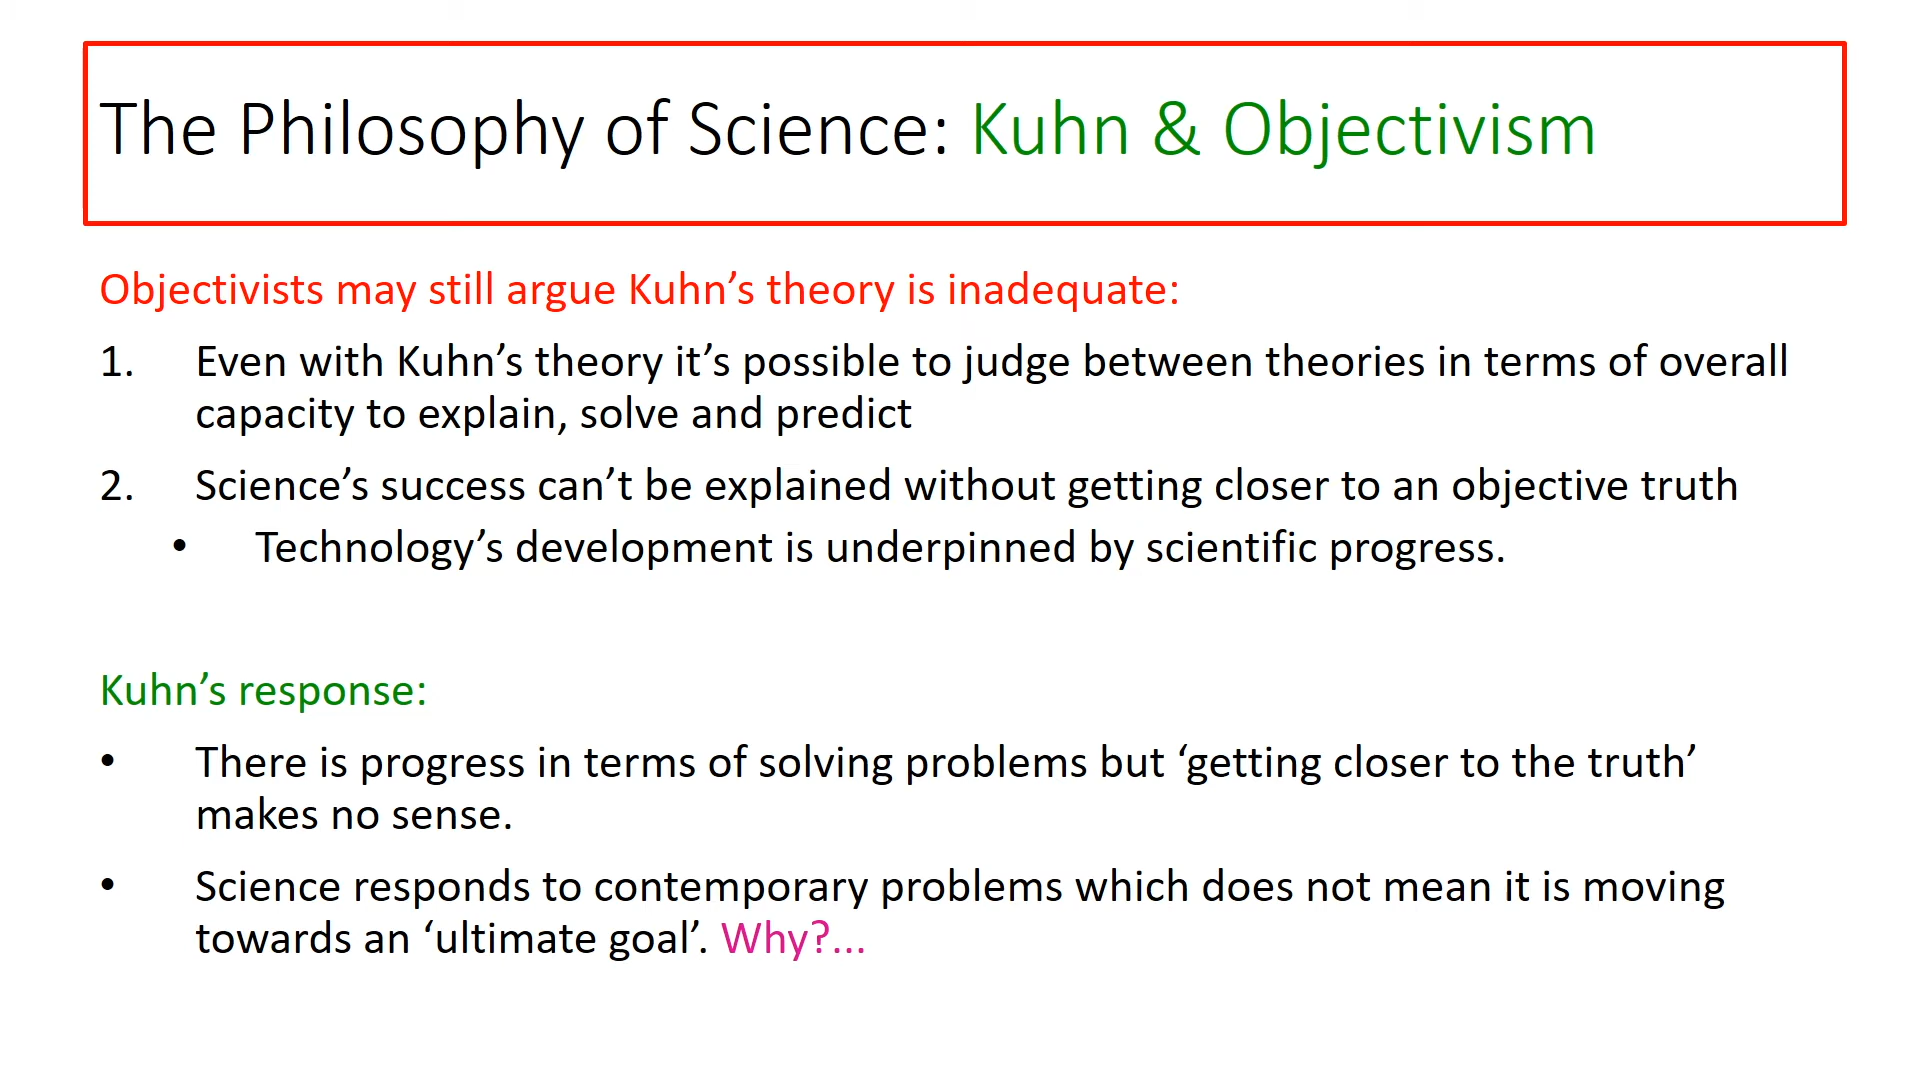 The Philosophy of Science: Kuhn & Objectivism
Objectivists may still argue Kuhn’s theory is inadequate:
1. Even with Kuhn’s theory it’s possible to judge between theories in terms of overall
capacity to explain, solve and predict
2. Science’s success can’t be explained without getting closer to an objective truth
• Technology’s development is underpinned by scientific progress.
Kuhn’s response:
• There is progress in terms of solving problems but ‘getting closer to the truth’
makes no sense.
• Science responds to contemporary problems which does not mean it is moving
towards an ‘ultimate goal’. Why?...